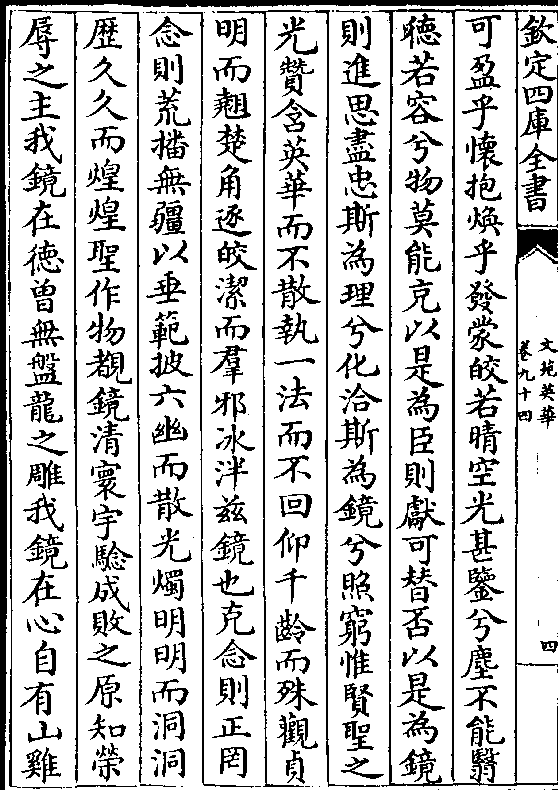 欽定四庫全書
文苑英華
卷九十四
四
可盈乎懷抱煥乎發蒙皎若晴空光甚鑒兮塵不能翳
聴若容兮物莫能克以是為臣則獻可替否以是為鏡
則進思盡忠斯為理兮化洽斯為鏡兮照窮惟賢聖之
光贊含英華而不散執一法而不回仰千齡而殊觀貞
明而翹楚角逐皎潔而羣邪冰泮兹鏡也克念則正罔
念則荒播無疆以垂範披六幽而散光燭明明而洞洞
歴久久而煌煌聖作物覩鏡清寰宇驗成敗之原知榮
辱之主我鏡在德曽無盤龍之雕我鏡在心自有山雞